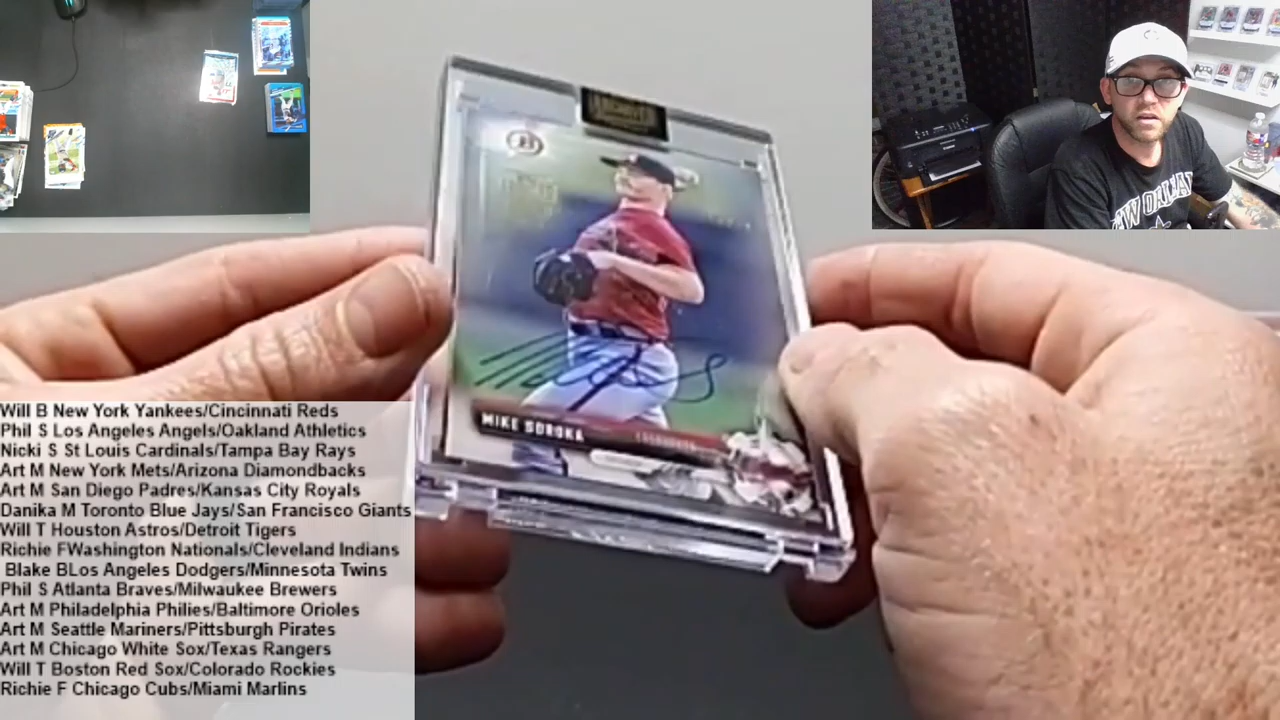 B
NEW ORLEANS
MIKE SOROKA
Will B New York Yankees/Cincinnati Reds
Phil S Los Angeles Angels/Oakland Athletics
Nicki S St Louis Cardinals/Tampa Bay Rays
Art M New York Mets/Arizona Diamondbacks
Art M San Diego Padres/Kansas City Royals
Danika M Toronto Blue Jays/San Francisco Giants
Will T Houston Astros/Detroit Tigers
Richie FWashington Nationals/Cleveland Indians
Blake BLos Angeles Dodgers/Minnesota Twins
Phil S Atlanta Braves/Milwaukee Brewers
Art M Philadelphia Philies/Baltimore Orioles
Art M Seattle Mariners/Pittsburgh Pirates
Art M Chicago White Sox/Texas Rangers
Will T Boston Red Sox/Colorado Rockies
Richie F Chicago Cubs/Miami Marlins